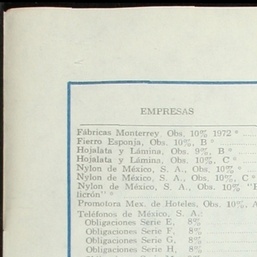 EMPRESAS
Fábricas Monterrey, Obs. 10% 1972 * ....
Fierro Esponja, Obs. 10%, B * ....
Hojalata y Lámina, Obs. 9%, B * ....
Hojalata y Lámina, Obs. 10%, C * ....
Nylon de México, S. A., Obs. 10% * ....
Nylon de México, S. A., Obs. 10%, C *
Nylon de México, S. A., Obs. 10%
licrón" *
Promotora Mex. de Hoteles, Obs. 10%, A
Teléfonos de México, S. A.:
Obligaciones Serie E, 8%
Obligaciones Serie F, 8%
Obligaciones Serie G, 8%
Obligaciones Serie H, 8%